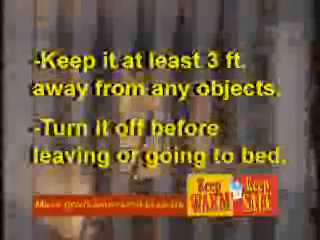 -Keep it at least 3 ft.
away from any objects.
-Turn it off before
leaving or going to bed.
Keep
WARM
Keep
SAFE